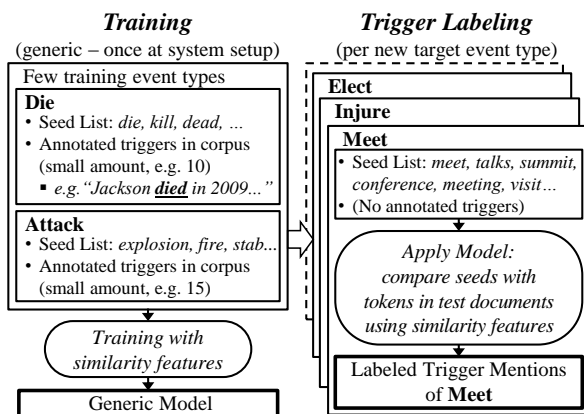 Training
(generic – once at system setup)
Few training event types
Die
• Seed List: die, kill, dead, …
• Annotated triggers in corpus
(small amount, e.g. 10)
▪ e.g.“Jackson died in 2009…”
Attack
• Seed List: explosion, fire, stab...
• Annotated triggers in corpus
(small amount, e.g. 15)
Training with
similarity features
Generic Model
Trigger Labeling
(per new target event type)
Elect
Injure
Meet
• Seed List: meet, talks, summit,
conference, meeting, visit…
• (No annotated triggers)
Apply Model:
compare seeds with
tokens in test documents
using similarity features
Labeled Trigger Mentions
of Meet